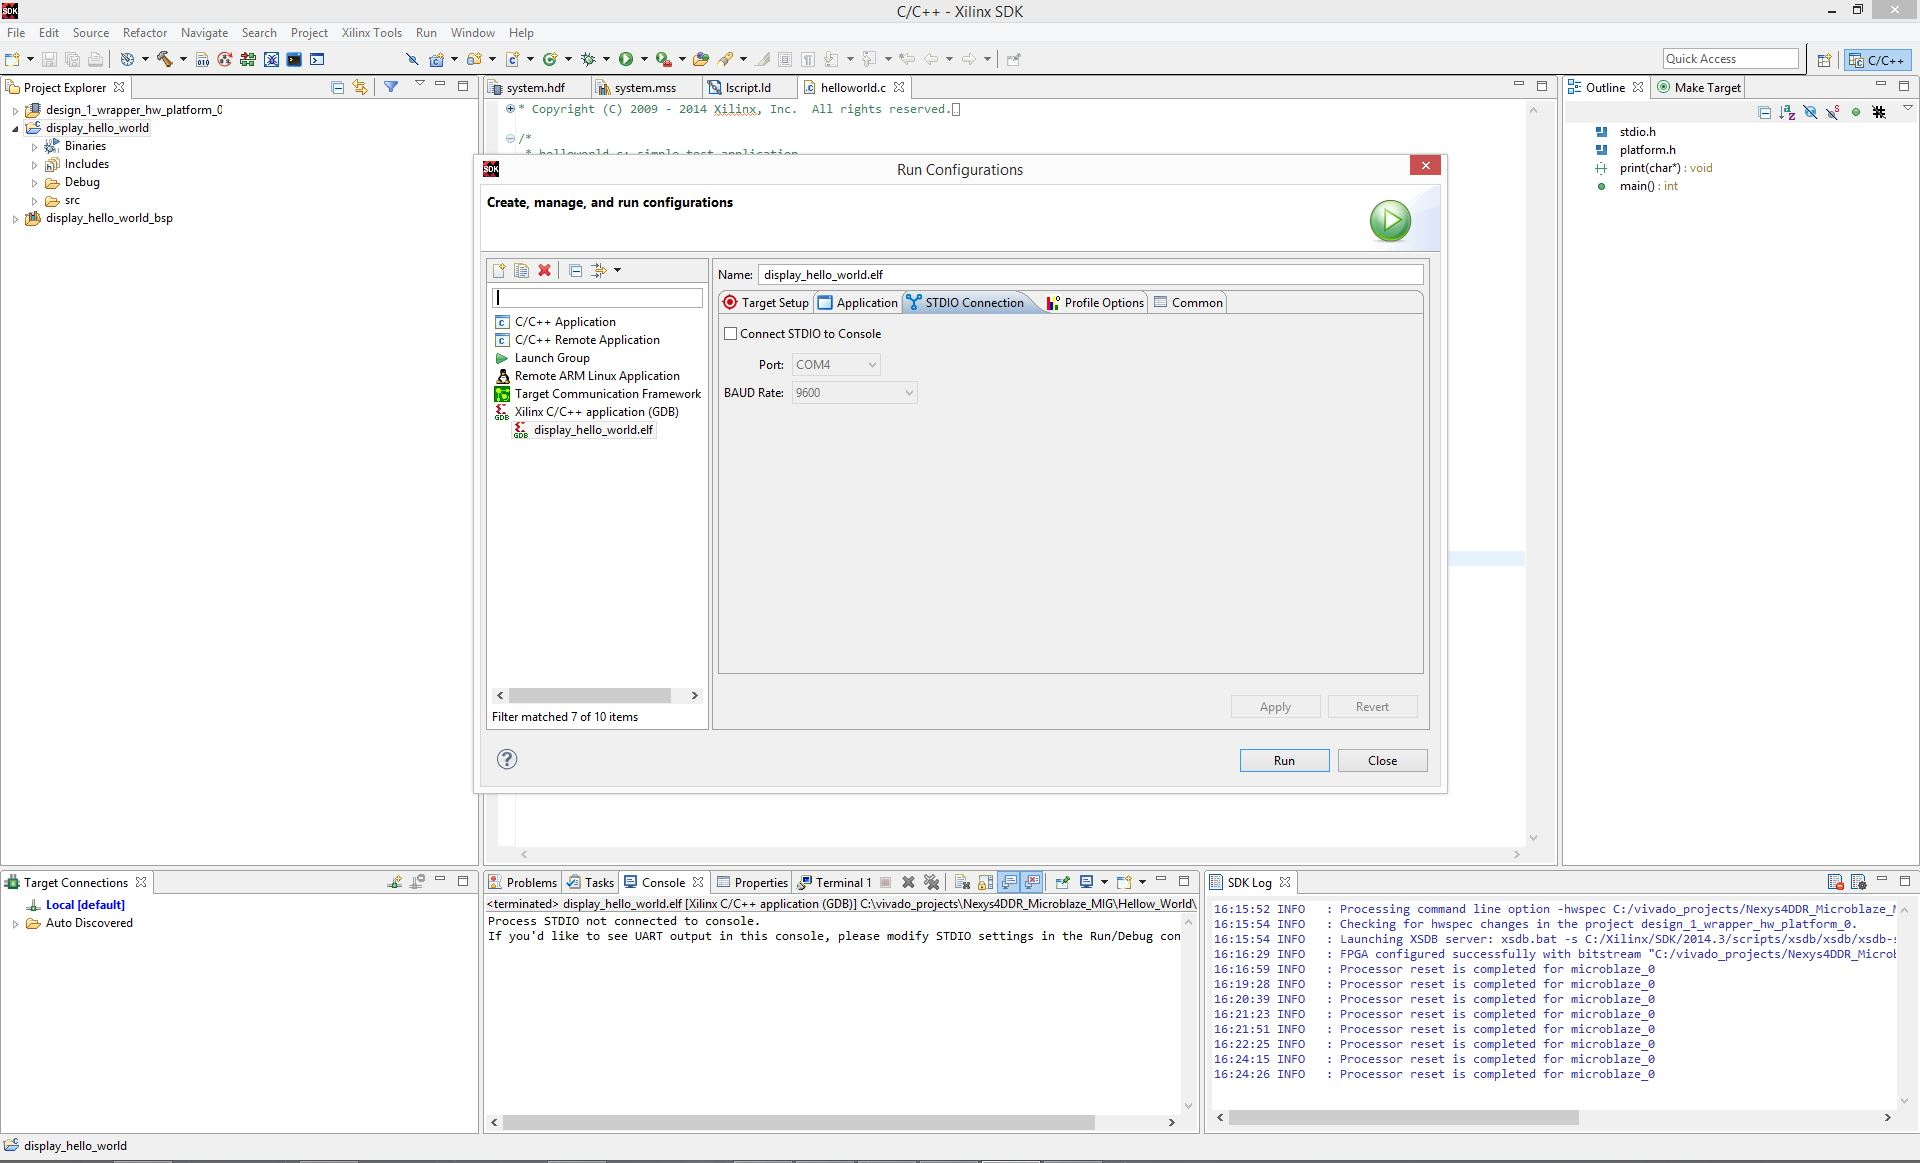 C/C++ - Xilinx SDK
File Edit Source Refactor Navigate Search Project Xilinx Tools Run Window Help
Quick Access
C/C++
Project Explorer
design_1_wrapper_hw_platform_0
display_hello_world
Binaries
Includes
Debug
src
display_hello_world_bsp
system.hdf system.mss lscript.ld helloworld.c
* Copyright (C) 2009 - 2014 Xilinx, Inc. All rights reserved.
/*
* helloworld.c: simple test application
Outline Make Target
stdio.h
platform.h
print(char*) : void
main() : int
SDK
Run Configurations
Create, manage, and run configurations
C/C++ Application
C/C++ Remote Application
Launch Group
Remote ARM Linux Application
Target Communication Framework
Xilinx C/C++ application (GDB)
display_hello_world.elf
Filter matched 7 of 10 items
Name: display_hello_world.elf
Target Setup Application STDIO Connection Profile Options Common
Connect STDIO to Console
Port: COM4
BAUD Rate: 9600
Apply Revert
Run Close
Target Connections
Local [default]
Auto Discovered
Problems Tasks Console Properties Terminal 1
<terminated> display_hello_world.elf [Xilinx C/C++ application (GDB)] C:\vivado_projects\Nexys4DDR_Microblaze_MIG\Hellow_World\
Process STDIO not connected to console.
If you'd like to see UART output in this console, please modify STDIO settings in the Run/Debug con
SDK Log
16:15:52 INFO : Processing command line option -hwspec C:/vivado_projects/Nexys4DDR_Microblaze_M
16:15:54 INFO : Checking for hwspec changes in the project design_1_wrapper_hw_platform_0.
16:15:54 INFO : Launching XSDB server: xsdb.bat -s C:/Xilinx/SDK/2014.3/scripts/xsdb/xsdb/xsdb-s
16:16:29 INFO : FPGA configured successfully with bitstream "C:/vivado_projects/Nexys4DDR_Microb
16:16:59 INFO : Processor reset is completed for microblaze_0
16:19:28 INFO : Processor reset is completed for microblaze_0
16:20:39 INFO : Processor reset is completed for microblaze_0
16:21:23 INFO : Processor reset is completed for microblaze_0
16:21:51 INFO : Processor reset is completed for microblaze_0
16:22:25 INFO : Processor reset is completed for microblaze_0
16:24:15 INFO : Processor reset is completed for microblaze_0
16:24:26 INFO : Processor reset is completed for microblaze_0
display_hello_world